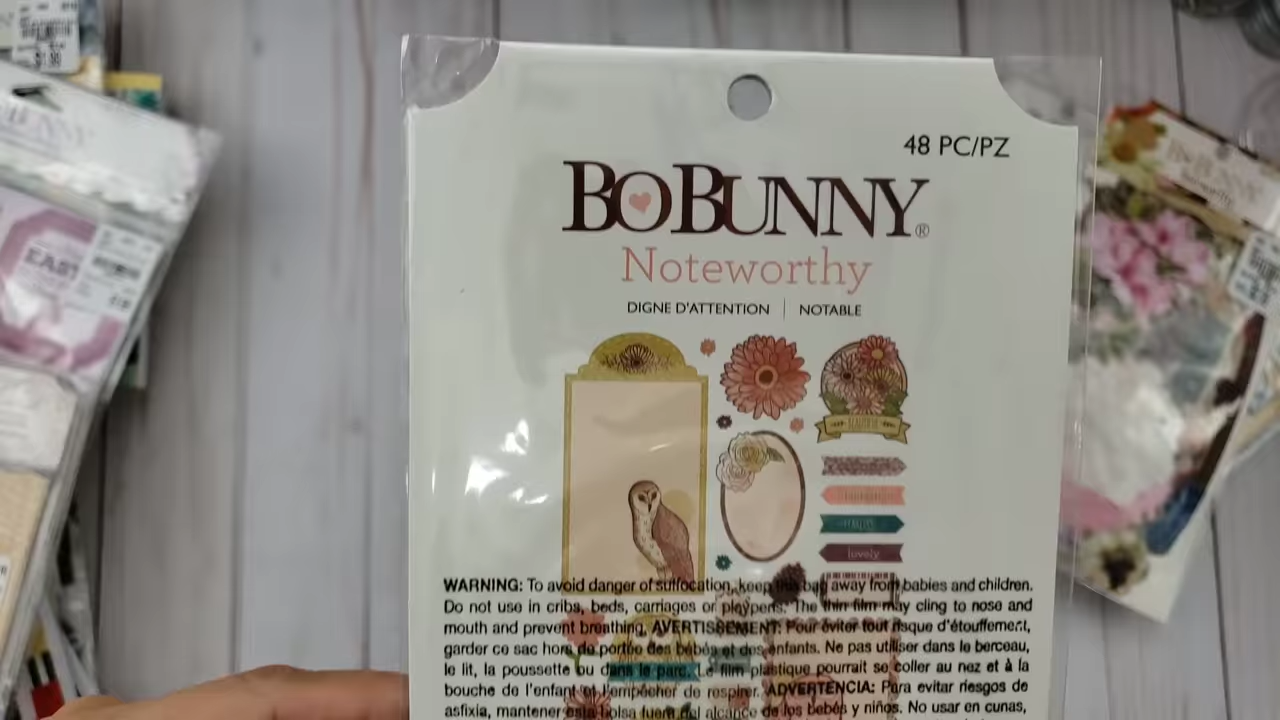 48 PC/PZ
BOBUNNY®
Noteworthy
DIGNE D'ATTENTION | NOTABLE
lovely
WARNING: To avoid danger of suffocation, keep this bag away from babies and children.
Do not use in cribs, beds, carriages or playpens. The thin film may cling to nose and
mouth and prevent breathing. AVERTISSEMENT: Pour éviter tout risque d'étouffement,
garder ce sac hors de portée des bébés et des enfants. Ne pas utiliser dans le berceau,
le lit, la poussette ou dans le parc. Le film plastique pourrait se coller au nez et à la
bouche de l'enfant et l'empêcher de respirer. ADVERTENCIA: Para evitar riesgos de
asfixia, mantener esta bolsa fuera del alcance de los bebés y niños. No usar en cunas,